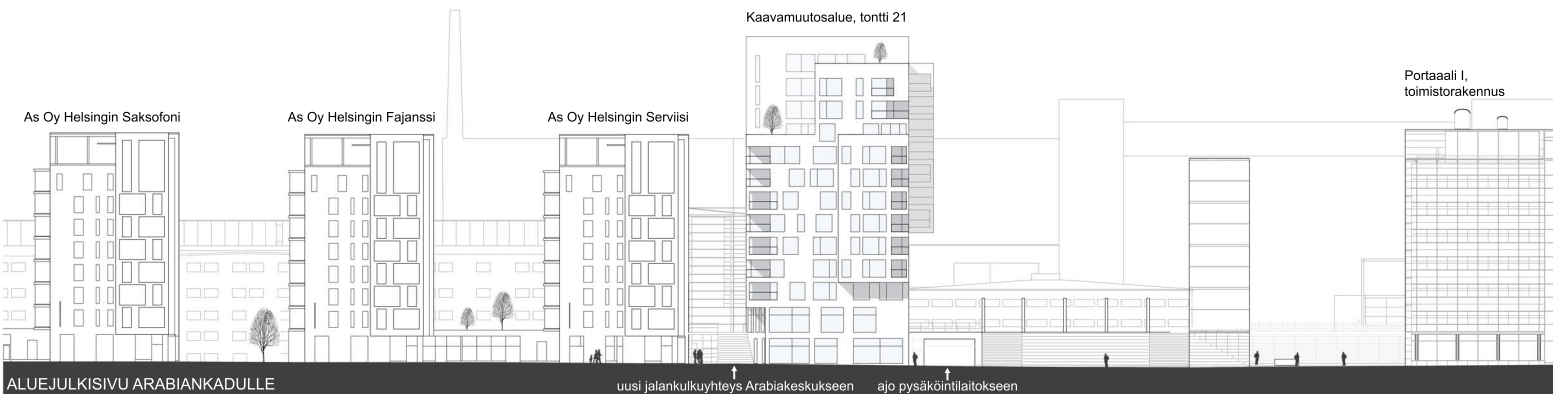 Kaavamuutosalue, tontti 21
Portaaali I,
toimistorakennus
As Oy Helsingin Saksofoni
As Oy Helsingin Fajanssi
As Oy Helsingin Serviisi
ALUEJULKISIVU ARABIANKADULLE
uusi jalankulkuyhteys Arabiakeskukseen
ajo pysäköintilaitokseen